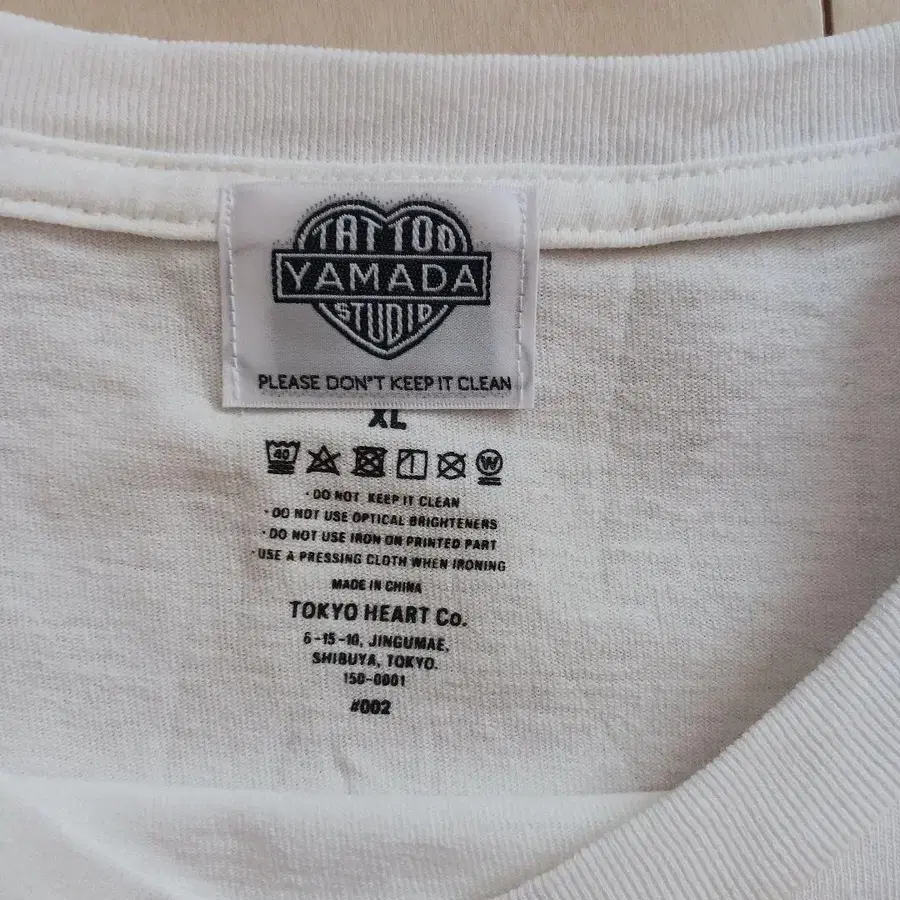 TATTOO
YAMADA
STUDIO
PLEASE DON'T KEEP IT CLEAN
XL
40
W
· DO NOT KEEP IT CLEAN
· DO NOT USE OPTICAL BRIGHTENERS
· DO NOT USE IRON ON PRINTED PART
· USE A PRESSING CLOTH WHEN IRONING
MADE IN CHINA
TOKYO HEART Co.
6-15-10, JINGUMAE,
SHIBUYA, TOKYO.
150-0001
#002